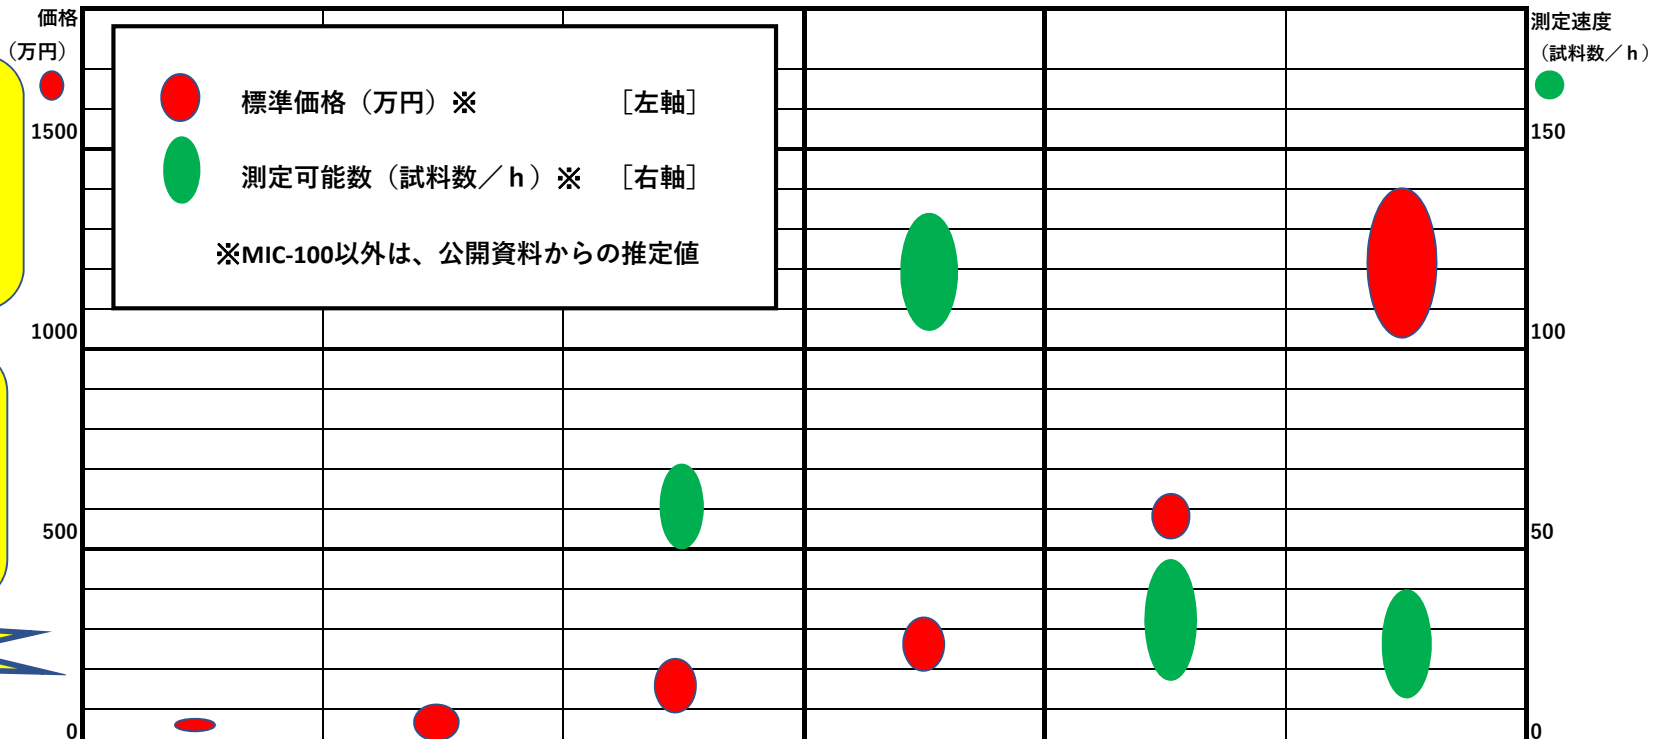 価格
（万円）
1500
1000
500
0
標準価格（万円）※ ［左軸］
測定可能数（試料数／ｈ）※ ［右軸］
※MIC-100以外は、公開資料からの推定値
測定速度
（試料数／ｈ）
150
100
50
0